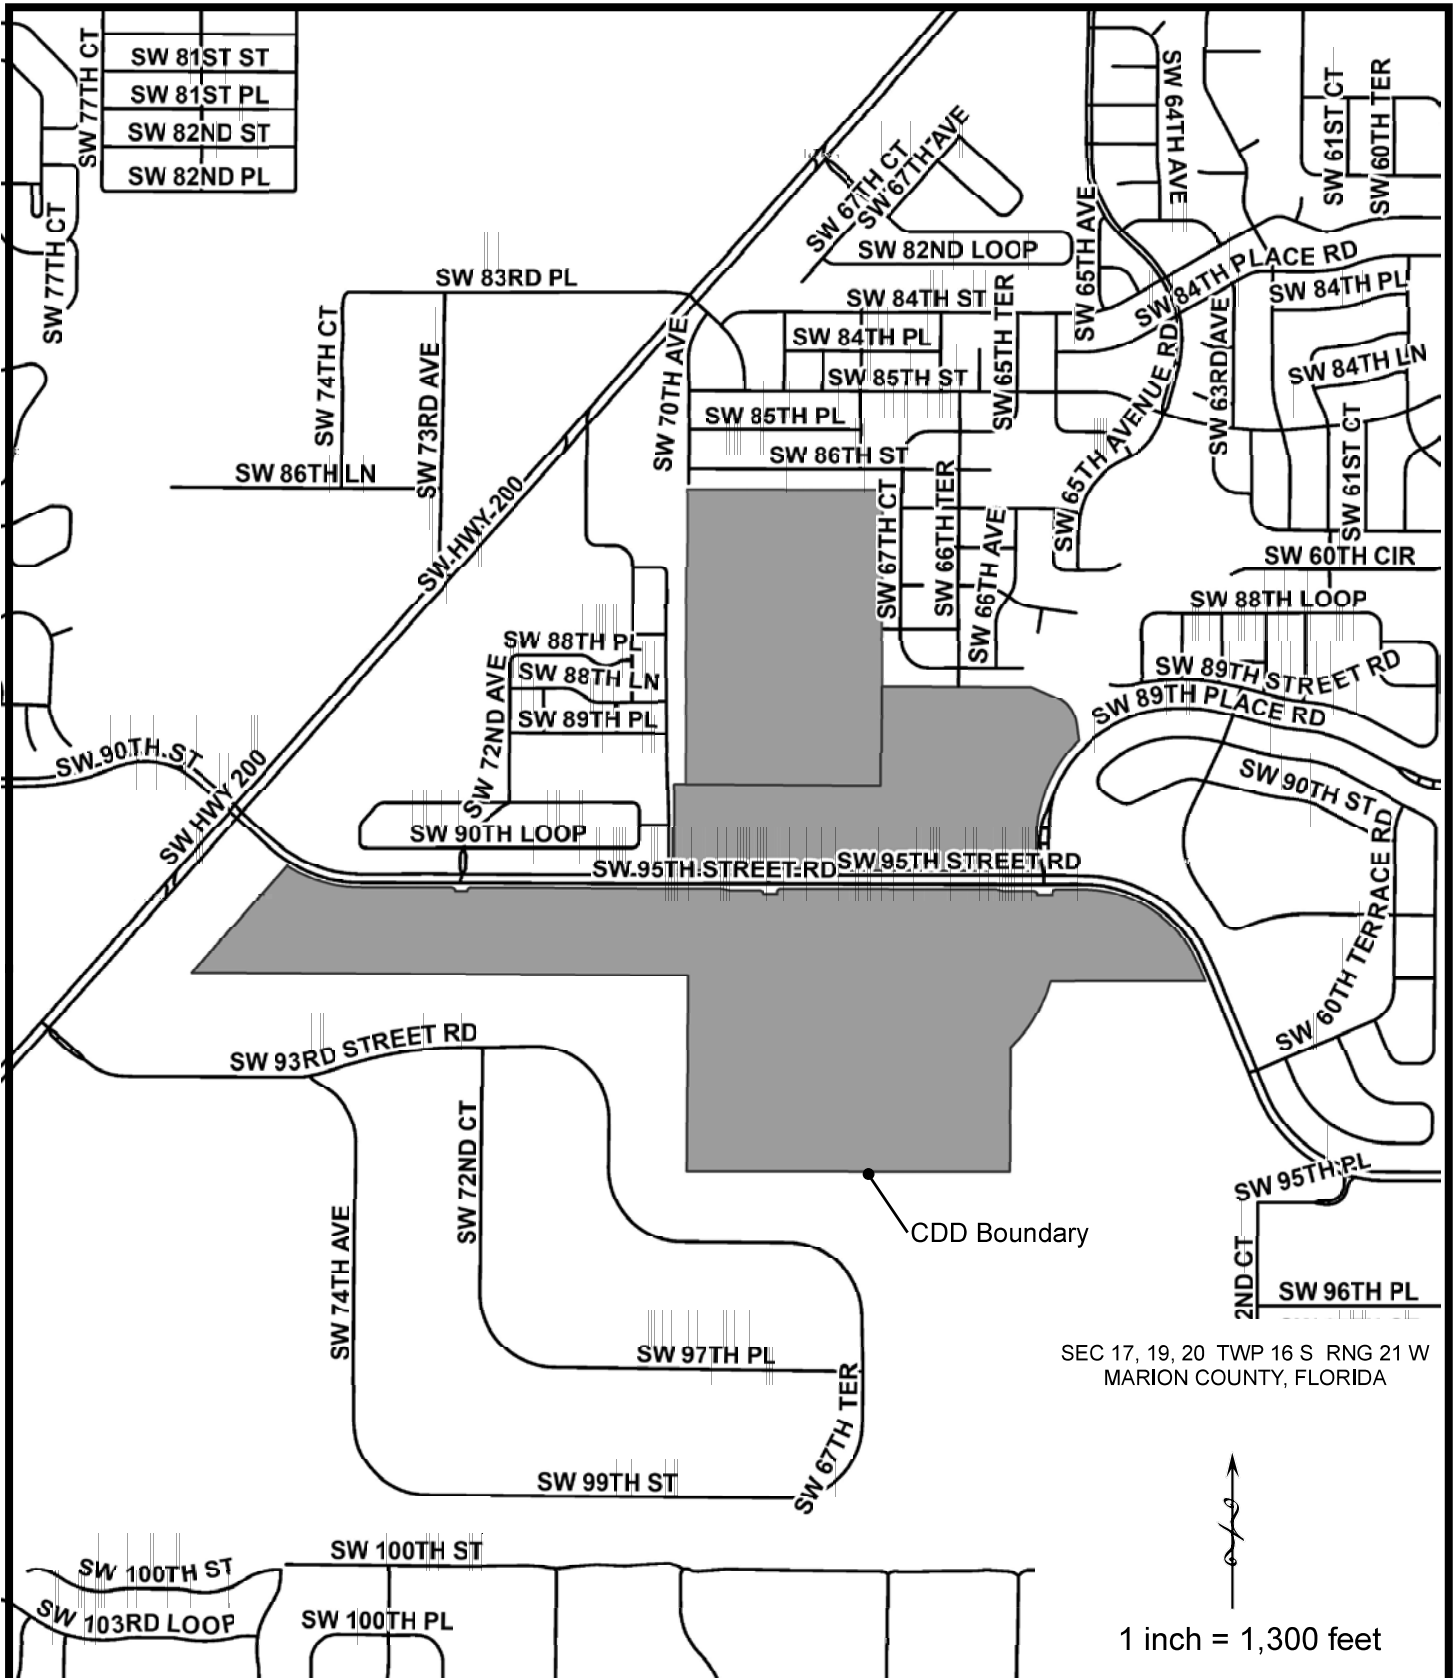 SW 77TH CT
SW 81ST ST
SW 81ST PL
SW 82ND ST
SW 82ND PL
SW 77TH CT
SW 64TH AVE
SW 61ST CT
SW 60TH TER
SW 67TH CT
SW 67TH AVE
SW 82ND LOOP
SW 65TH AVE
SW 84TH PLACE RD
SW 83RD PL
SW 84TH ST
SW 84TH PL
SW 74TH CT
SW 73RD AVE
SW 70TH AVE
SW 84TH PL
SW 65TH TER
SW 63RD AVE
SW 84TH LN
SW 85TH ST
SW 85TH PL
SW 65TH AVENUE RD
SW 61ST CT
SW 86TH ST
SW 86TH LN
SW HWY 200
SW 67TH CT
SW 66TH TER
SW 66TH AVE
SW 60TH CIR
SW 88TH LOOP
SW 88TH PL
SW 88TH LN
SW 89TH PL
SW 72ND AVE
SW 89TH STREET RD
SW 89TH PLACE RD
SW 90TH ST
SW 90TH ST
SW HWY 200
SW 90TH LOOP
SW 95TH STREET RD
SW 95TH STREET RD
SW 60TH TERRACE RD
SW 93RD STREET RD
SW 72ND CT
SW 74TH AVE
SW 95TH PL
CDD Boundary
2ND CT
SW 96TH PL
SW 97TH PL
SW 67TH TER
SEC 17, 19, 20 TWP 16 S RNG 21 W
MARION COUNTY, FLORIDA
SW 99TH ST
SW 100TH ST
SW 100TH ST
SW 103RD LOOP
SW 100TH PL
1 inch = 1,300 feet